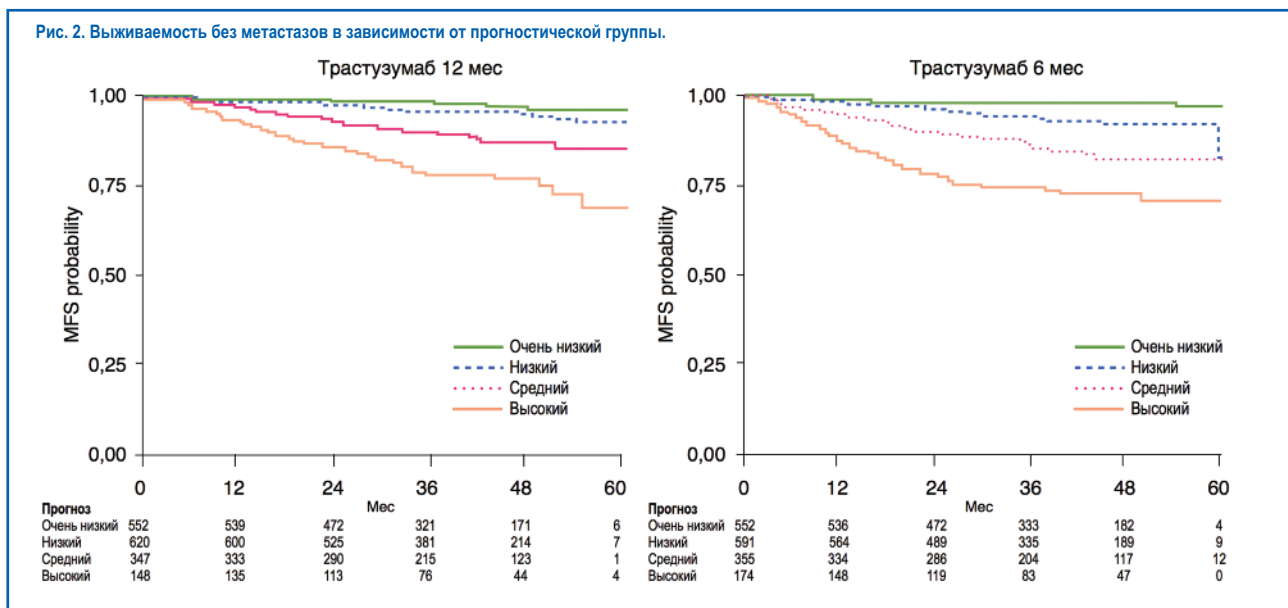 Рис. 2. Выживаемость без метастазов в зависимости от прогностической группы.
Трастузумаб 12 мес
MFS probability
1,00
0,75
0,50
0,25
0,00
Очень низкий
Низкий
Средний
Высокий
0 12 24 36 48 60
Мес
Прогноз
Очень низкий 552 539 472 321 171 6
Низкий 620 600 525 381 214 7
Средний 347 333 290 215 123 1
Высокий 148 135 113 76 44 4
Трастузумаб 6 мес
MFS probability
1,00
0,75
0,50
0,25
0,00
Очень низкий
Низкий
Средний
Высокий
0 12 24 36 48 60
Мес
Прогноз
Очень низкий 552 536 472 333 182 4
Низкий 591 564 489 335 189 9
Средний 355 334 286 204 117 12
Высокий 174 148 119 83 47 0